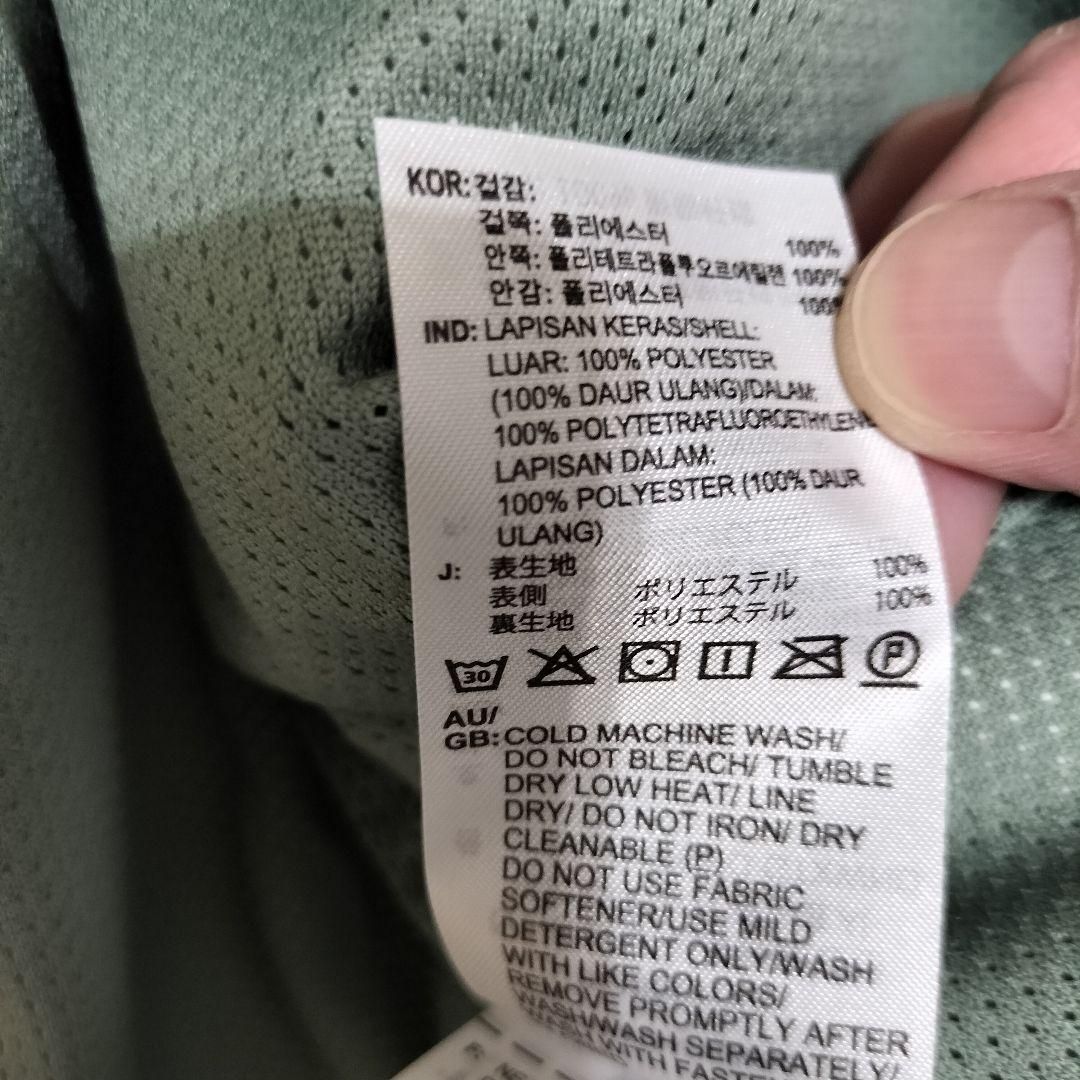 KOR: 겉감:
겉쪽: 폴리에스터 100%
안쪽: 폴리테트라플루오르에틸렌 100%
안감: 폴리에스터 100%
IND: LAPISAN KERAS/SHELL:
LUAR: 100% POLYESTER
(100% DAUR ULANG)/DALAM:
100% POLYTETRAFLUOROETHYLENE
LAPISAN DALAM:
100% POLYESTER (100% DAUR
ULANG)
J: 表生地
表側 ポリエステル 100%
裏生地 ポリエステル 100%
30 P
AU/
GB: COLD MACHINE WASH/
DO NOT BLEACH/ TUMBLE
DRY LOW HEAT/ LINE
DRY/ DO NOT IRON/ DRY
CLEANABLE (P)
DO NOT USE FABRIC
SOFTENER/USE MILD
DETERGENT ONLY/WASH
WITH LIKE COLORS/
REMOVE PROMPTLY AFTER
WASH/WASH SEPARATELY/
WASH WITH